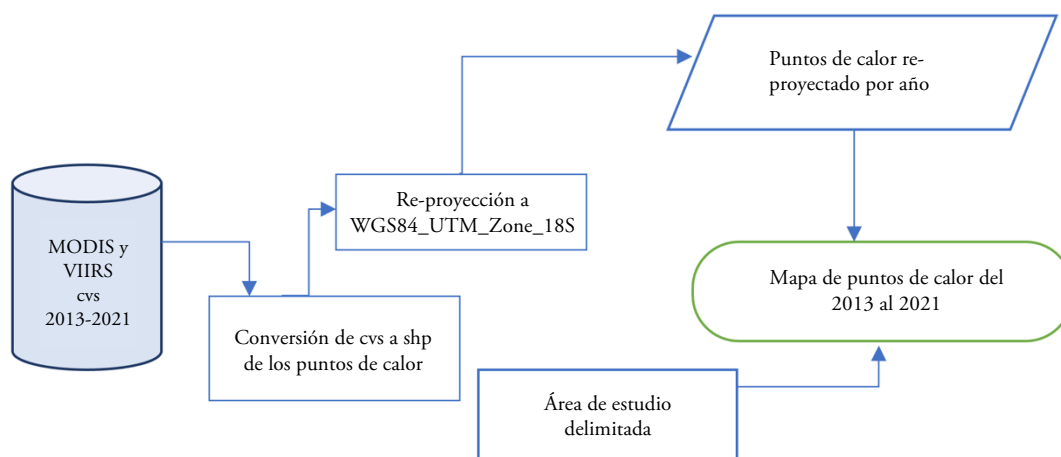 MODIS y
VIIRS
cvs
2013-2021
Conversión de cvs a shp
de los puntos de calor
Re-proyección a
WGS84_UTM_Zone_18S
Puntos de calor re-
proyectado por año
Mapa de puntos de calor del
2013 al 2021
Área de estudio
delimitada